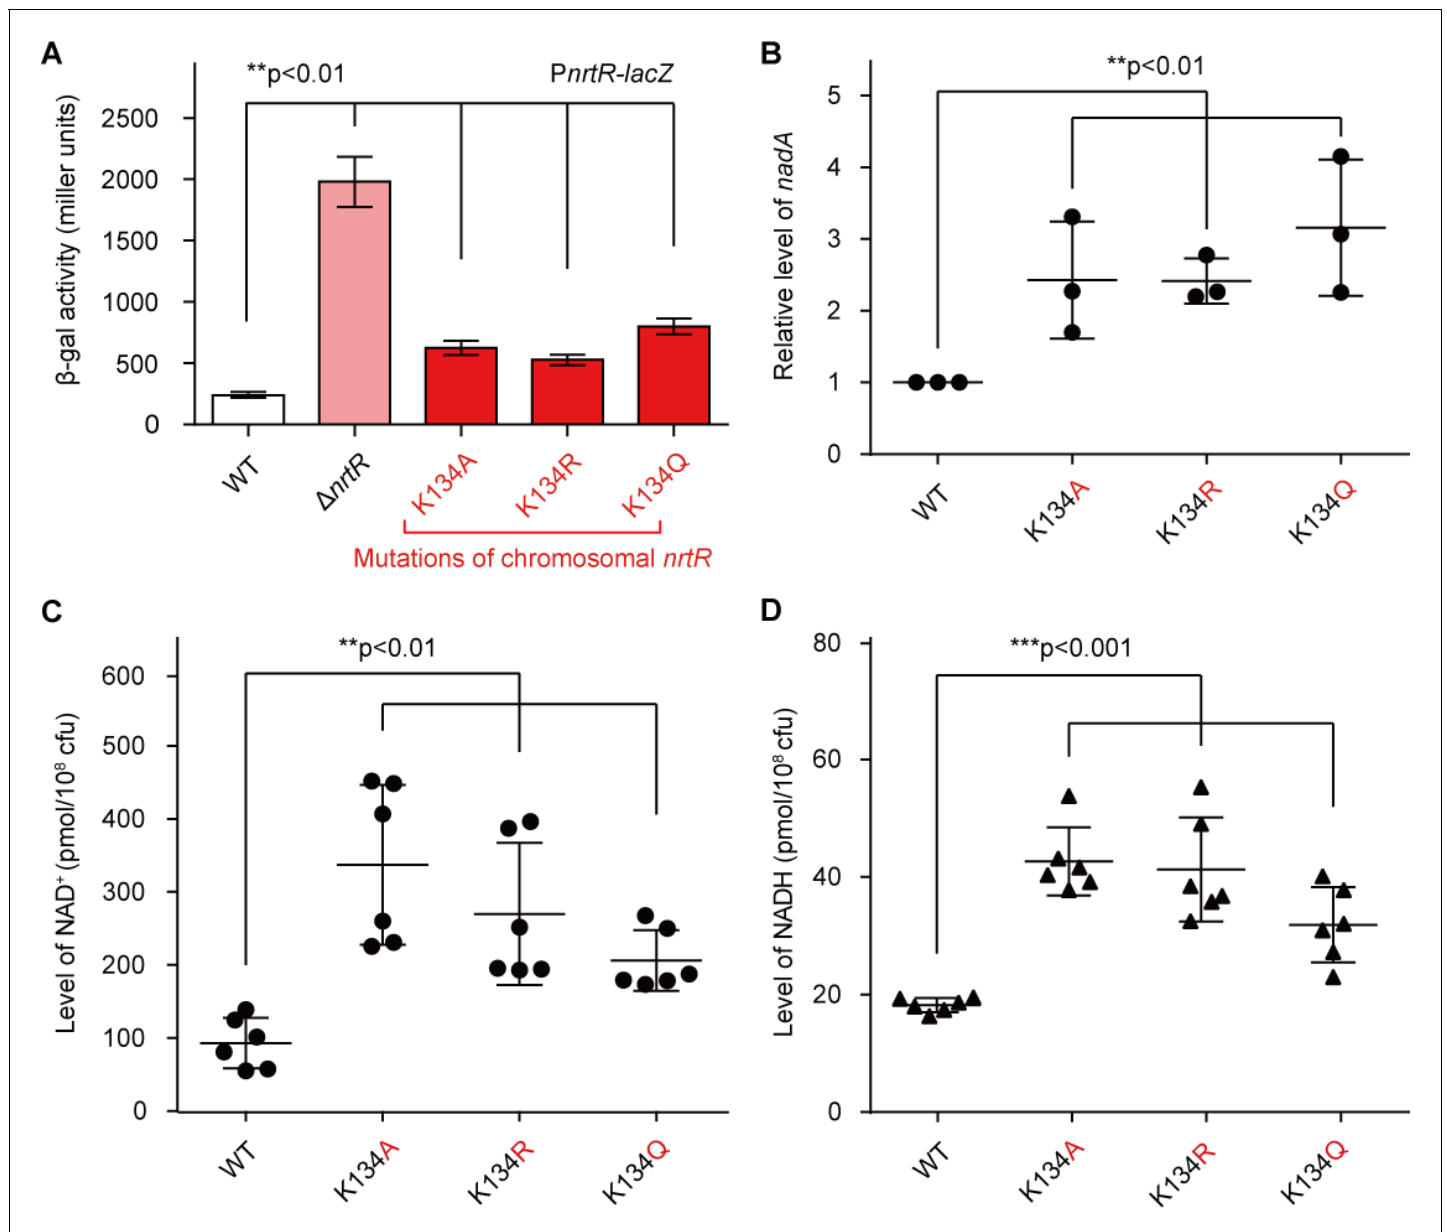 A
**p<0.01
PnrtR-lacZ
β-gal activity (miller units)
2500
2000
1500
1000
500
0
WT
ΔnrtR
K134A
K134R
K134Q
Mutations of chromosomal nrtR
B
**p<0.01
Relative level of nadA
5
4
3
2
1
0
WT
K134A
K134R
K134Q
C
**p<0.01
Level of NAD⁺ (pmol/10⁸ cfu)
600
500
400
300
200
100
0
WT
K134A
K134R
K134Q
D
***p<0.001
Level of NADH (pmol/10⁸ cfu)
80
60
40
20
0
WT
K134A
K134R
K134Q